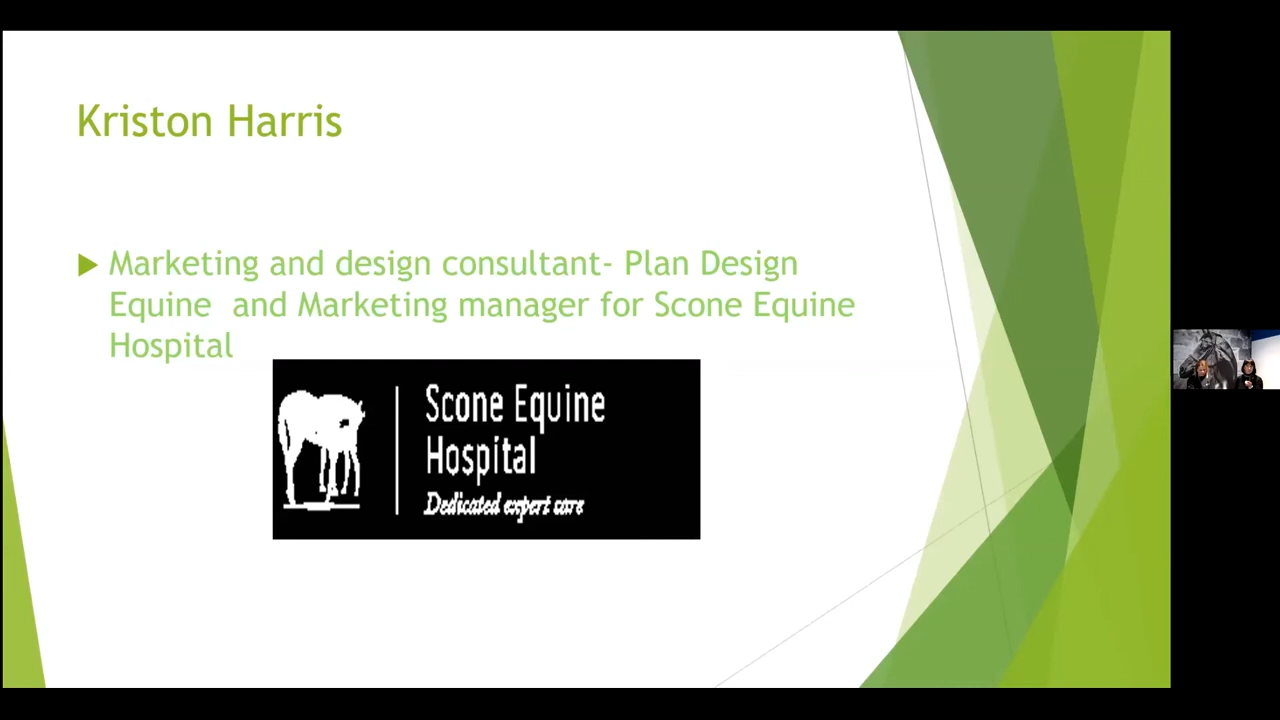 Kriston Harris
Marketing and design consultant- Plan Design
Equine  and Marketing manager for Scone Equine
Hospital
Scone Equine
Hospital
Dedicated expert care